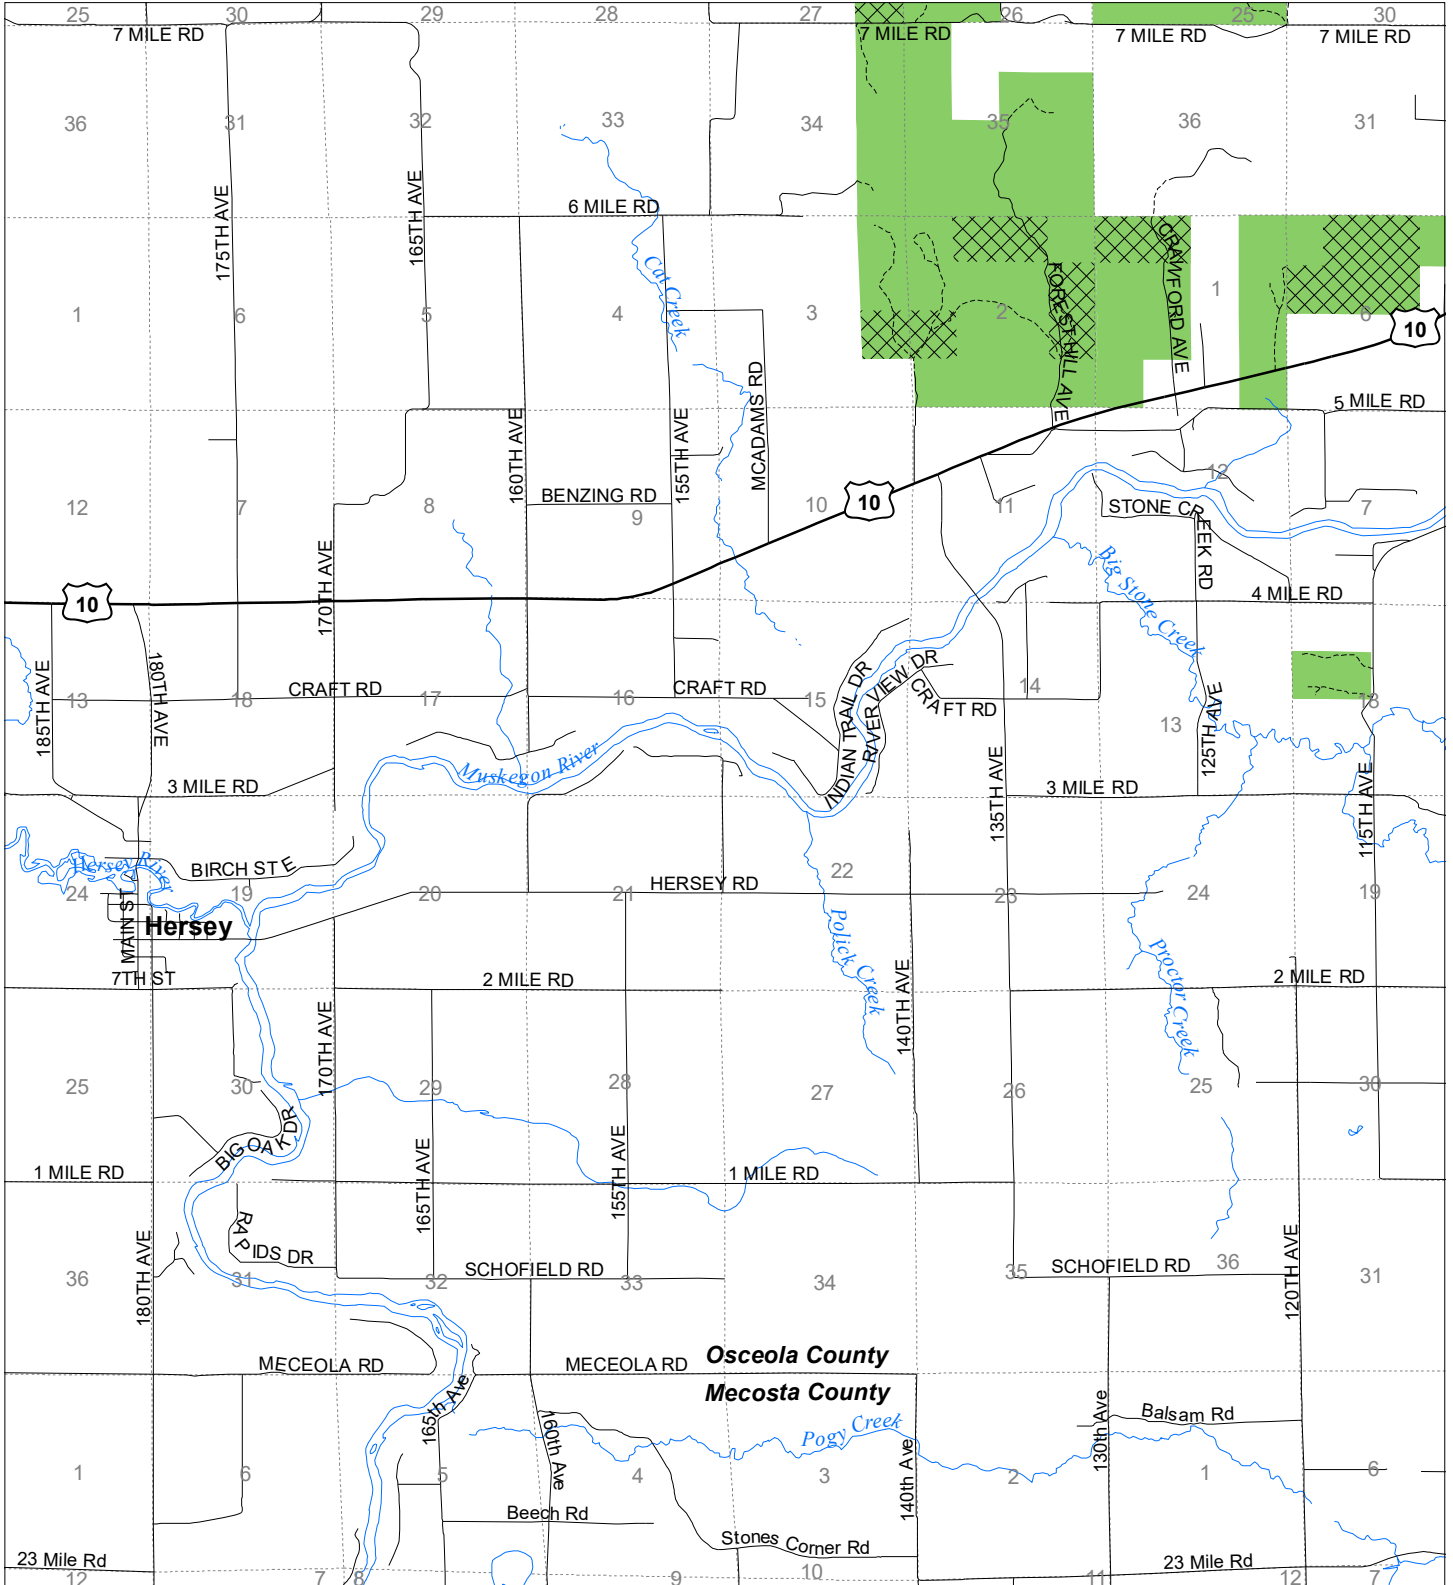 25 30 29 28 27 26 25 30
7 MILE RD 7 MILE RD 7 MILE RD 7 MILE RD
36 31 32 33 34 35 36 31
175TH AVE
165TH AVE
6 MILE RD
Cat Creek
CRAWFORD AVE
FOREST HILL AVE
1 6 5 4 3 2 1 6
10
MCADAMS RD
5 MILE RD
160TH AVE
155TH AVE
12 7 8 9 10 11 12 7
BENZING RD
10
STONE CREEK RD
170TH AVE
Big Stone Creek
10
4 MILE RD
185TH AVE
180TH AVE
13 18 17 16 15 14 13 18
CRAFT RD
CRAFT RD
INDIAN TRAIL DR
RIVER VIEW DR
CRAFT RD
125TH AVE
Muskegon River
3 MILE RD
135TH AVE
3 MILE RD
115TH AVE
Hersey River
BIRCH ST E
24 19 20 21 22 23 24 19
HERSEY RD
MAIN ST
Hersey
Polick Creek
Proctor Creek
7TH ST
2 MILE RD
140TH AVE
2 MILE RD
170TH AVE
25 30 29 28 27 26 25 30
BIG OAK DR
1 MILE RD
165TH AVE
155TH AVE
1 MILE RD
180TH AVE
RAPIDS DR
SCHOFIELD RD
SCHOFIELD RD
120TH AVE
36 31 32 33 34 35 36 31
MECEOLA RD
MECEOLA RD
Osceola County
Mecosta County
165th Ave
160th Ave
Pogy Creek
140th Ave
130th Ave
Balsam Rd
1 6 5 4 3 2 1 6
Beech Rd
Stones Corner Rd
23 Mile Rd
23 Mile Rd
12 7 8 9 10 11 12 7